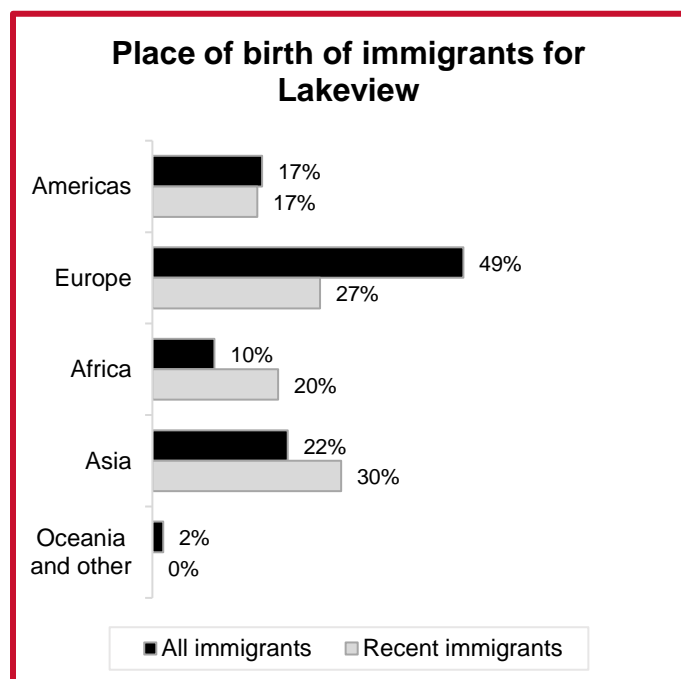 Place of birth of immigrants for
Lakeview
Americas
17%
17%
Europe
49%
27%
Africa
10%
20%
Asia
22%
30%
Oceania
and other
2%
0%
All immigrants
Recent immigrants